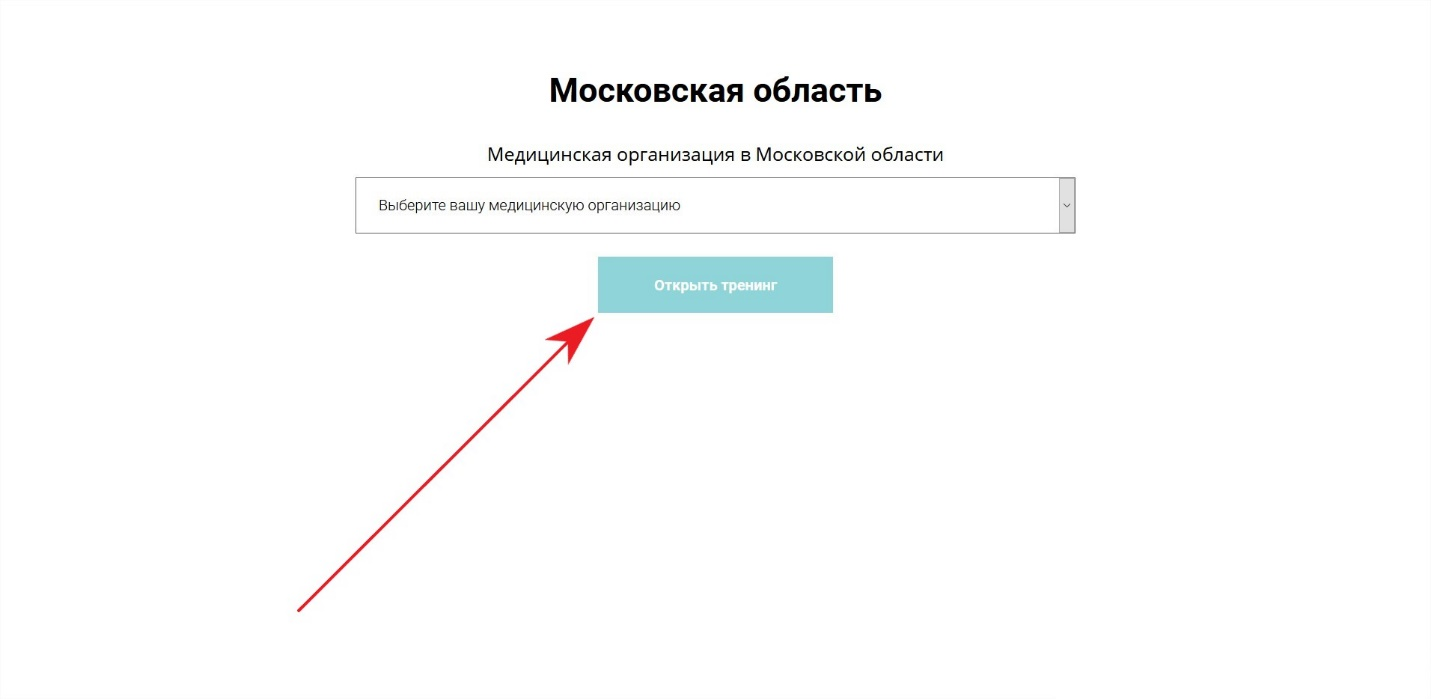 Московская область
Медицинская организация в Московской области
Выберите вашу медицинскую организацию
Открыть тренинг